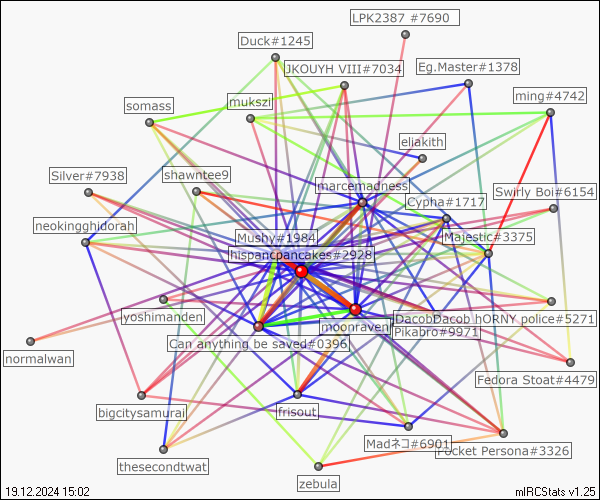 LPK2387 #7690
Duck#1245
JKOUYH VIII#7034
Eg.Master#1378
ming#4742
mukszi
somass
eliakith
Silver#7938
shawntee9
marcemadness
Swirly Boi#6154
Cypha#1717
neokingghidorah
Mushy#1984
Majestic#3375
hispancpancakes#2928
yoshimanden
moonraven
DacobDacob
hORNY police#5271
Pikabro#9971
Can anything be saved#0396
normalwan
Fedora Stoat#4479
bigcitysamurai
frisout
Madネコ#6901
Pocket Persona#3326
thesecondtwat
zebula
19.12.2024 15:02
mIRCStats v1.25